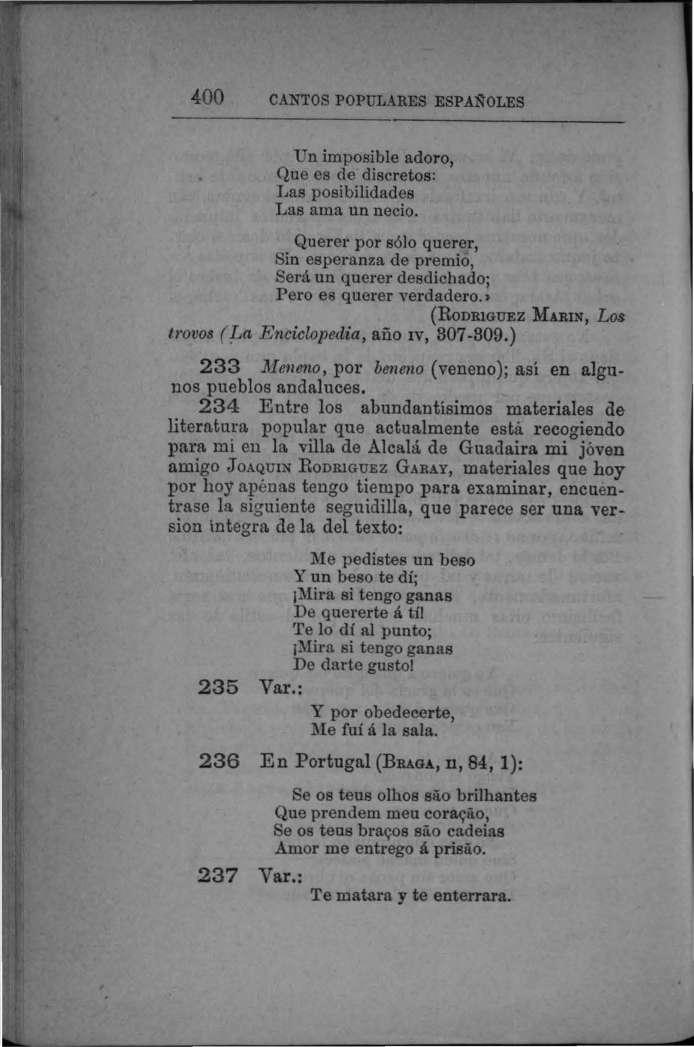 400 CANTOS POPULARES ESPAÑOLES
Un imposible adoro,
Que es de discretos:
Las posibilidades
Las ama un necio.
Querer por sólo querer,
Sin esperanza de premio,
Será un querer desdichado;
Pero es querer verdadero.»
(RODRIGUEZ MARIN, Los
trovos (La Enciclopedia, año IV, 307-309.)
233 Meneno, por beneno (veneno); así en algu-
nos pueblos andaluces.
234 Entre los abundantísimos materiales de
literatura popular que actualmente está recogiendo
para mi en la villa de Alcalá de Guadaira mi jóven
amigo JOAQUIN RODRIGUEZ GARAY, materiales que hoy
por hoy apénas tengo tiempo para examinar, encuén-
trase la siguiente seguidilla, que parece ser una ver-
sion íntegra de la del texto:
Me pedistes un beso
Y un beso te dí;
¡Mira si tengo ganas
De quererte á tí!
Te lo dí al punto;
¡Mira si tengo ganas
De darte gusto!
235 Var.:
Y por obedecerte,
Me fuí á la sala.
236 En Portugal (BRAGA, II, 84, 1):
Se os teus olhos são brilhantes
Que prendem meu coração,
Se os teus braços são cadeias
Amor me entrego á prisão.
237 Var.:
Te matara y te enterrara.